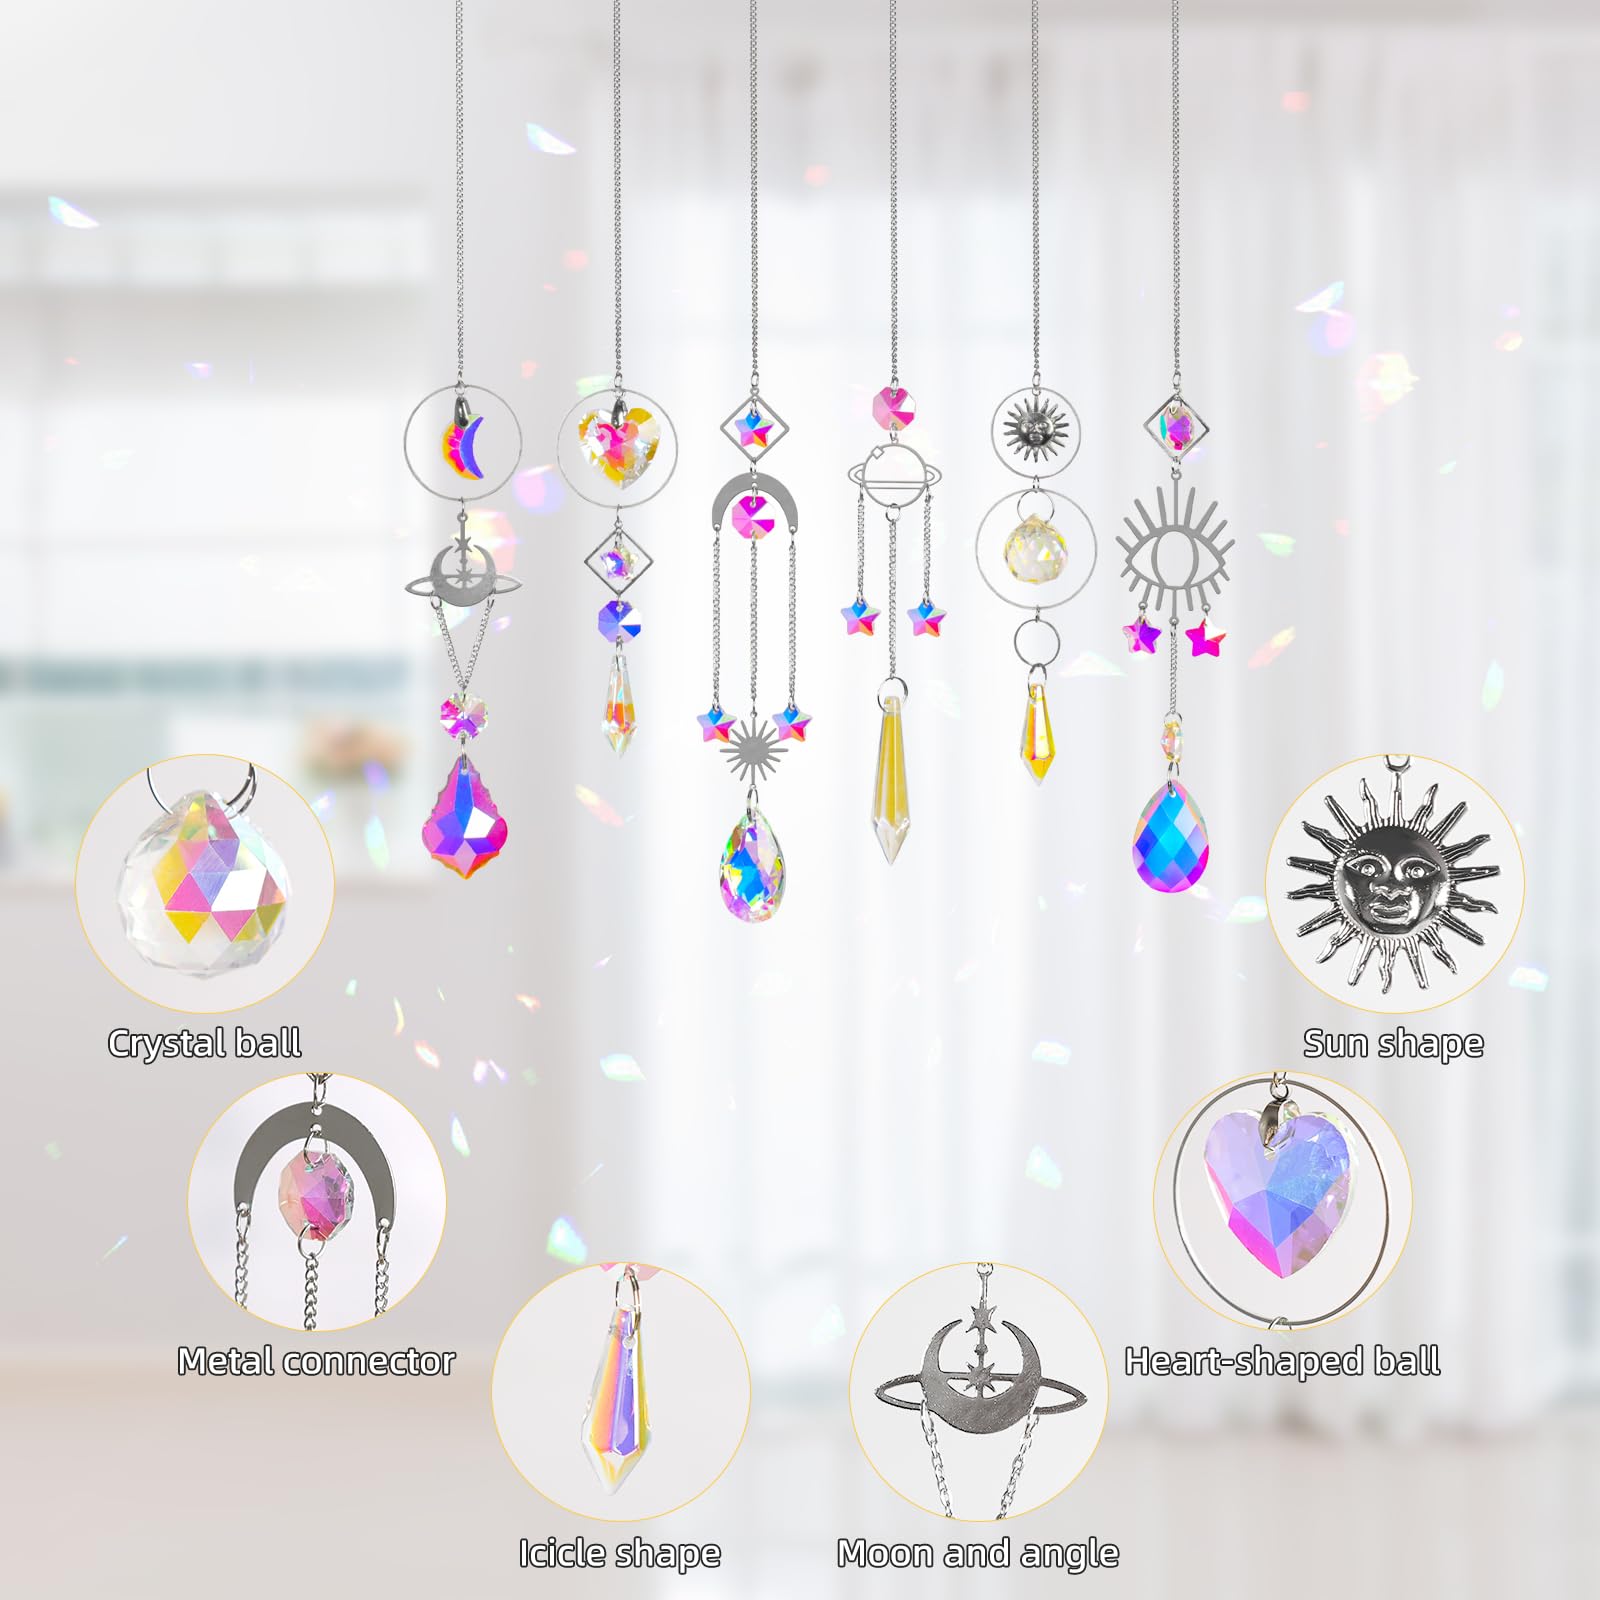 Crystal ball
Sun shape
Metal connector
Heart-shaped ball
Icicle shape
Moon and angle